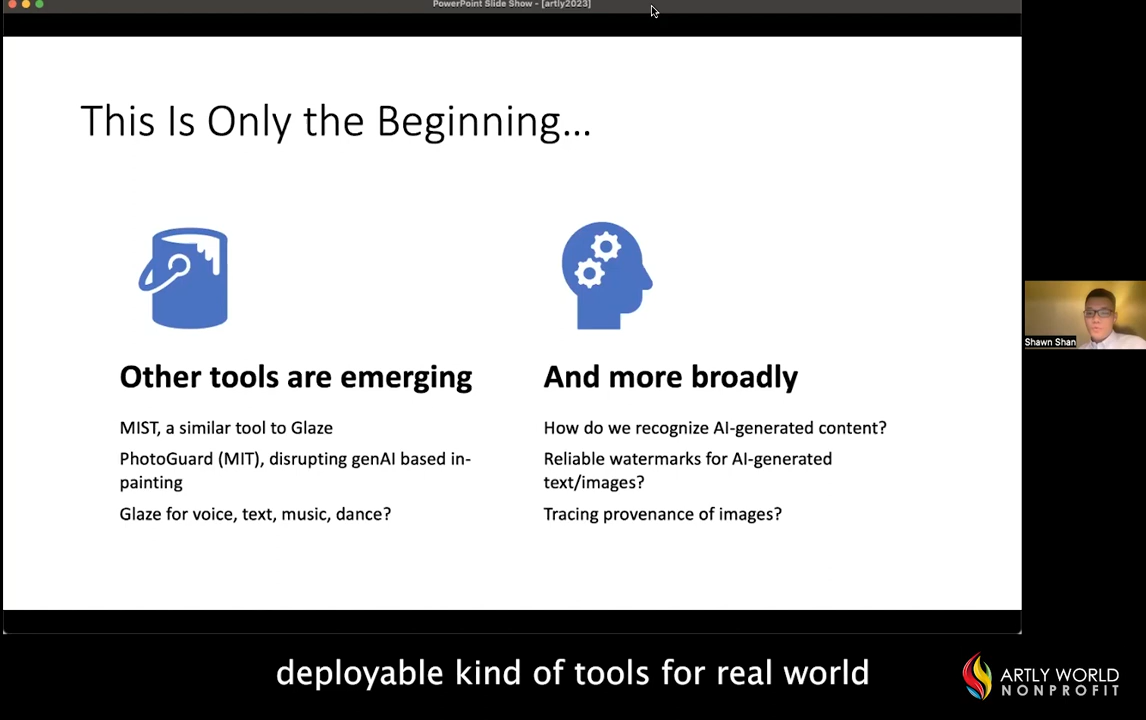 PowerPoint Slide Show - [artly2023]
This Is Only the Beginning...
Other tools are emerging
MIST, a similar tool to Glaze
PhotoGuard (MIT), disrupting genAI based in-
painting
Glaze for voice, text, music, dance?
And more broadly
How do we recognize AI-generated content?
Reliable watermarks for AI-generated
text/images?
Tracing provenance of images?
Shawn Shan
deployable kind of tools for real world
ARTLY WORLD
NONPROFIT